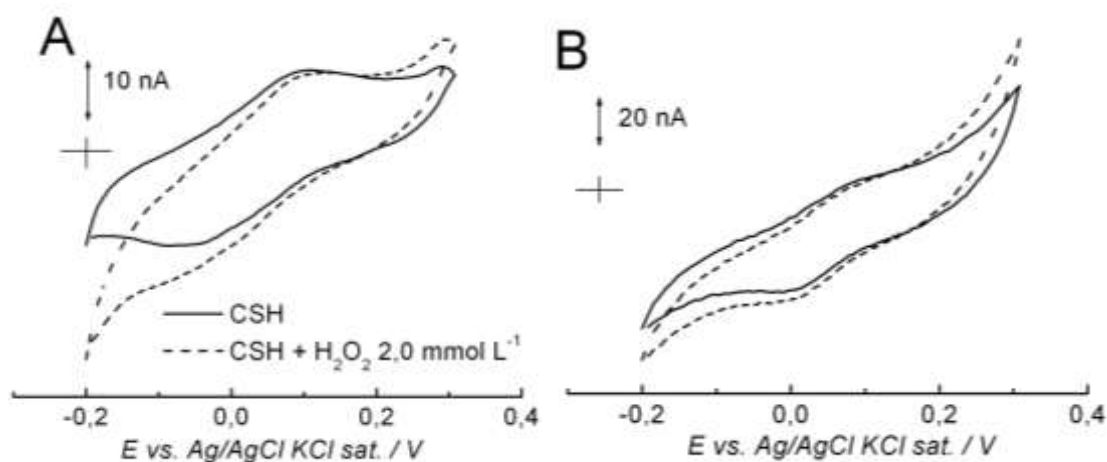 A
10 nA
CSH
CSH + H₂O₂ 2,0 mmol L⁻¹
-0,2 0,0 0,2 0,4
E vs. Ag/AgCl KCl sat. / V
B
20 nA
-0,2 0,0 0,2 0,4
E vs. Ag/AgCl KCl sat. / V